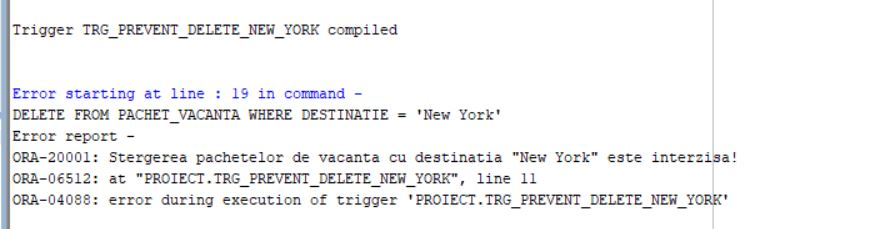 Trigger TRG_PREVENT_DELETE_NEW_YORK compiled
Error starting at line : 19 in command -
DELETE FROM PACHET_VACANTA WHERE DESTINATIE = 'New York'
Error report -
ORA-20001: Stergerea pachetelor de vacanta cu destinatia "New York" este interzisa!
ORA-06512: at "PROIECT.TRG_PREVENT_DELETE_NEW_YORK", line 11
ORA-04088: error during execution of trigger 'PROIECT.TRG_PREVENT_DELETE_NEW_YORK'